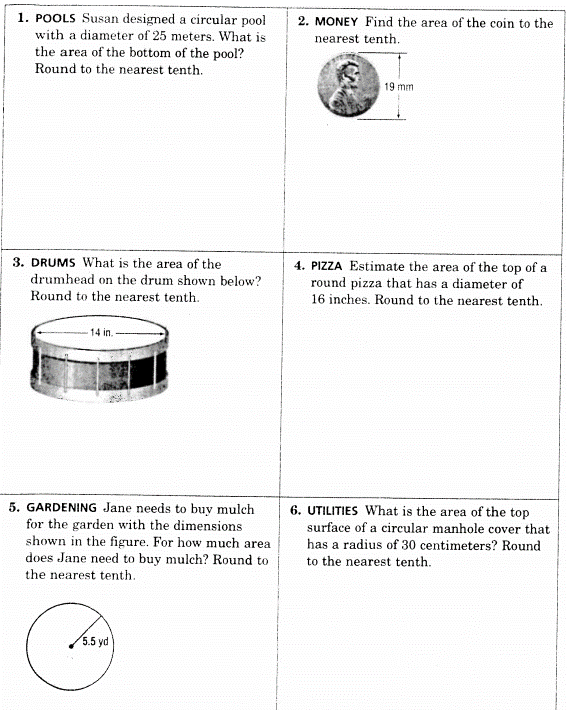 1. POOLS Susan designed a circular pool
with a diameter of 25 meters. What is
the area of the bottom of the pool?
Round to the nearest tenth.
2. MONEY Find the area of the coin to the
nearest tenth.
19 mm
3. DRUMS What is the area of the
drumhead on the drum shown below?
Round to the nearest tenth.
14 in.
4. PIZZA Estimate the area of the top of a
round pizza that has a diameter of
16 inches. Round to the nearest tenth.
5. GARDENING Jane needs to buy mulch
for the garden with the dimensions
shown in the figure. For how much area
does Jane need to buy mulch? Round to
the nearest tenth.
5.5 yd
6. UTILITIES What is the area of the top
surface of a circular manhole cover that
has a radius of 30 centimeters? Round
to the nearest tenth.